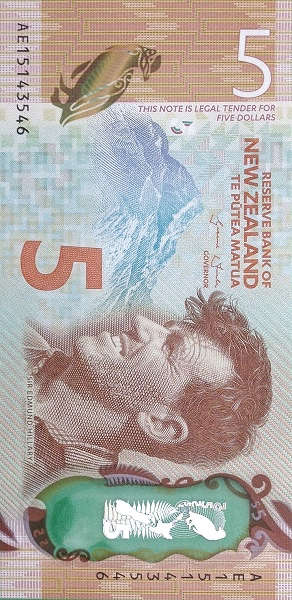 AE15143546
5
THIS NOTE IS LEGAL TENDER FOR
FIVE DOLLARS
RESERVE BANK OF
NEW ZEALAND
TE PŪTEA MATUA
GOVERNOR
5
SIR EDMUND HILLARY
AE15143546